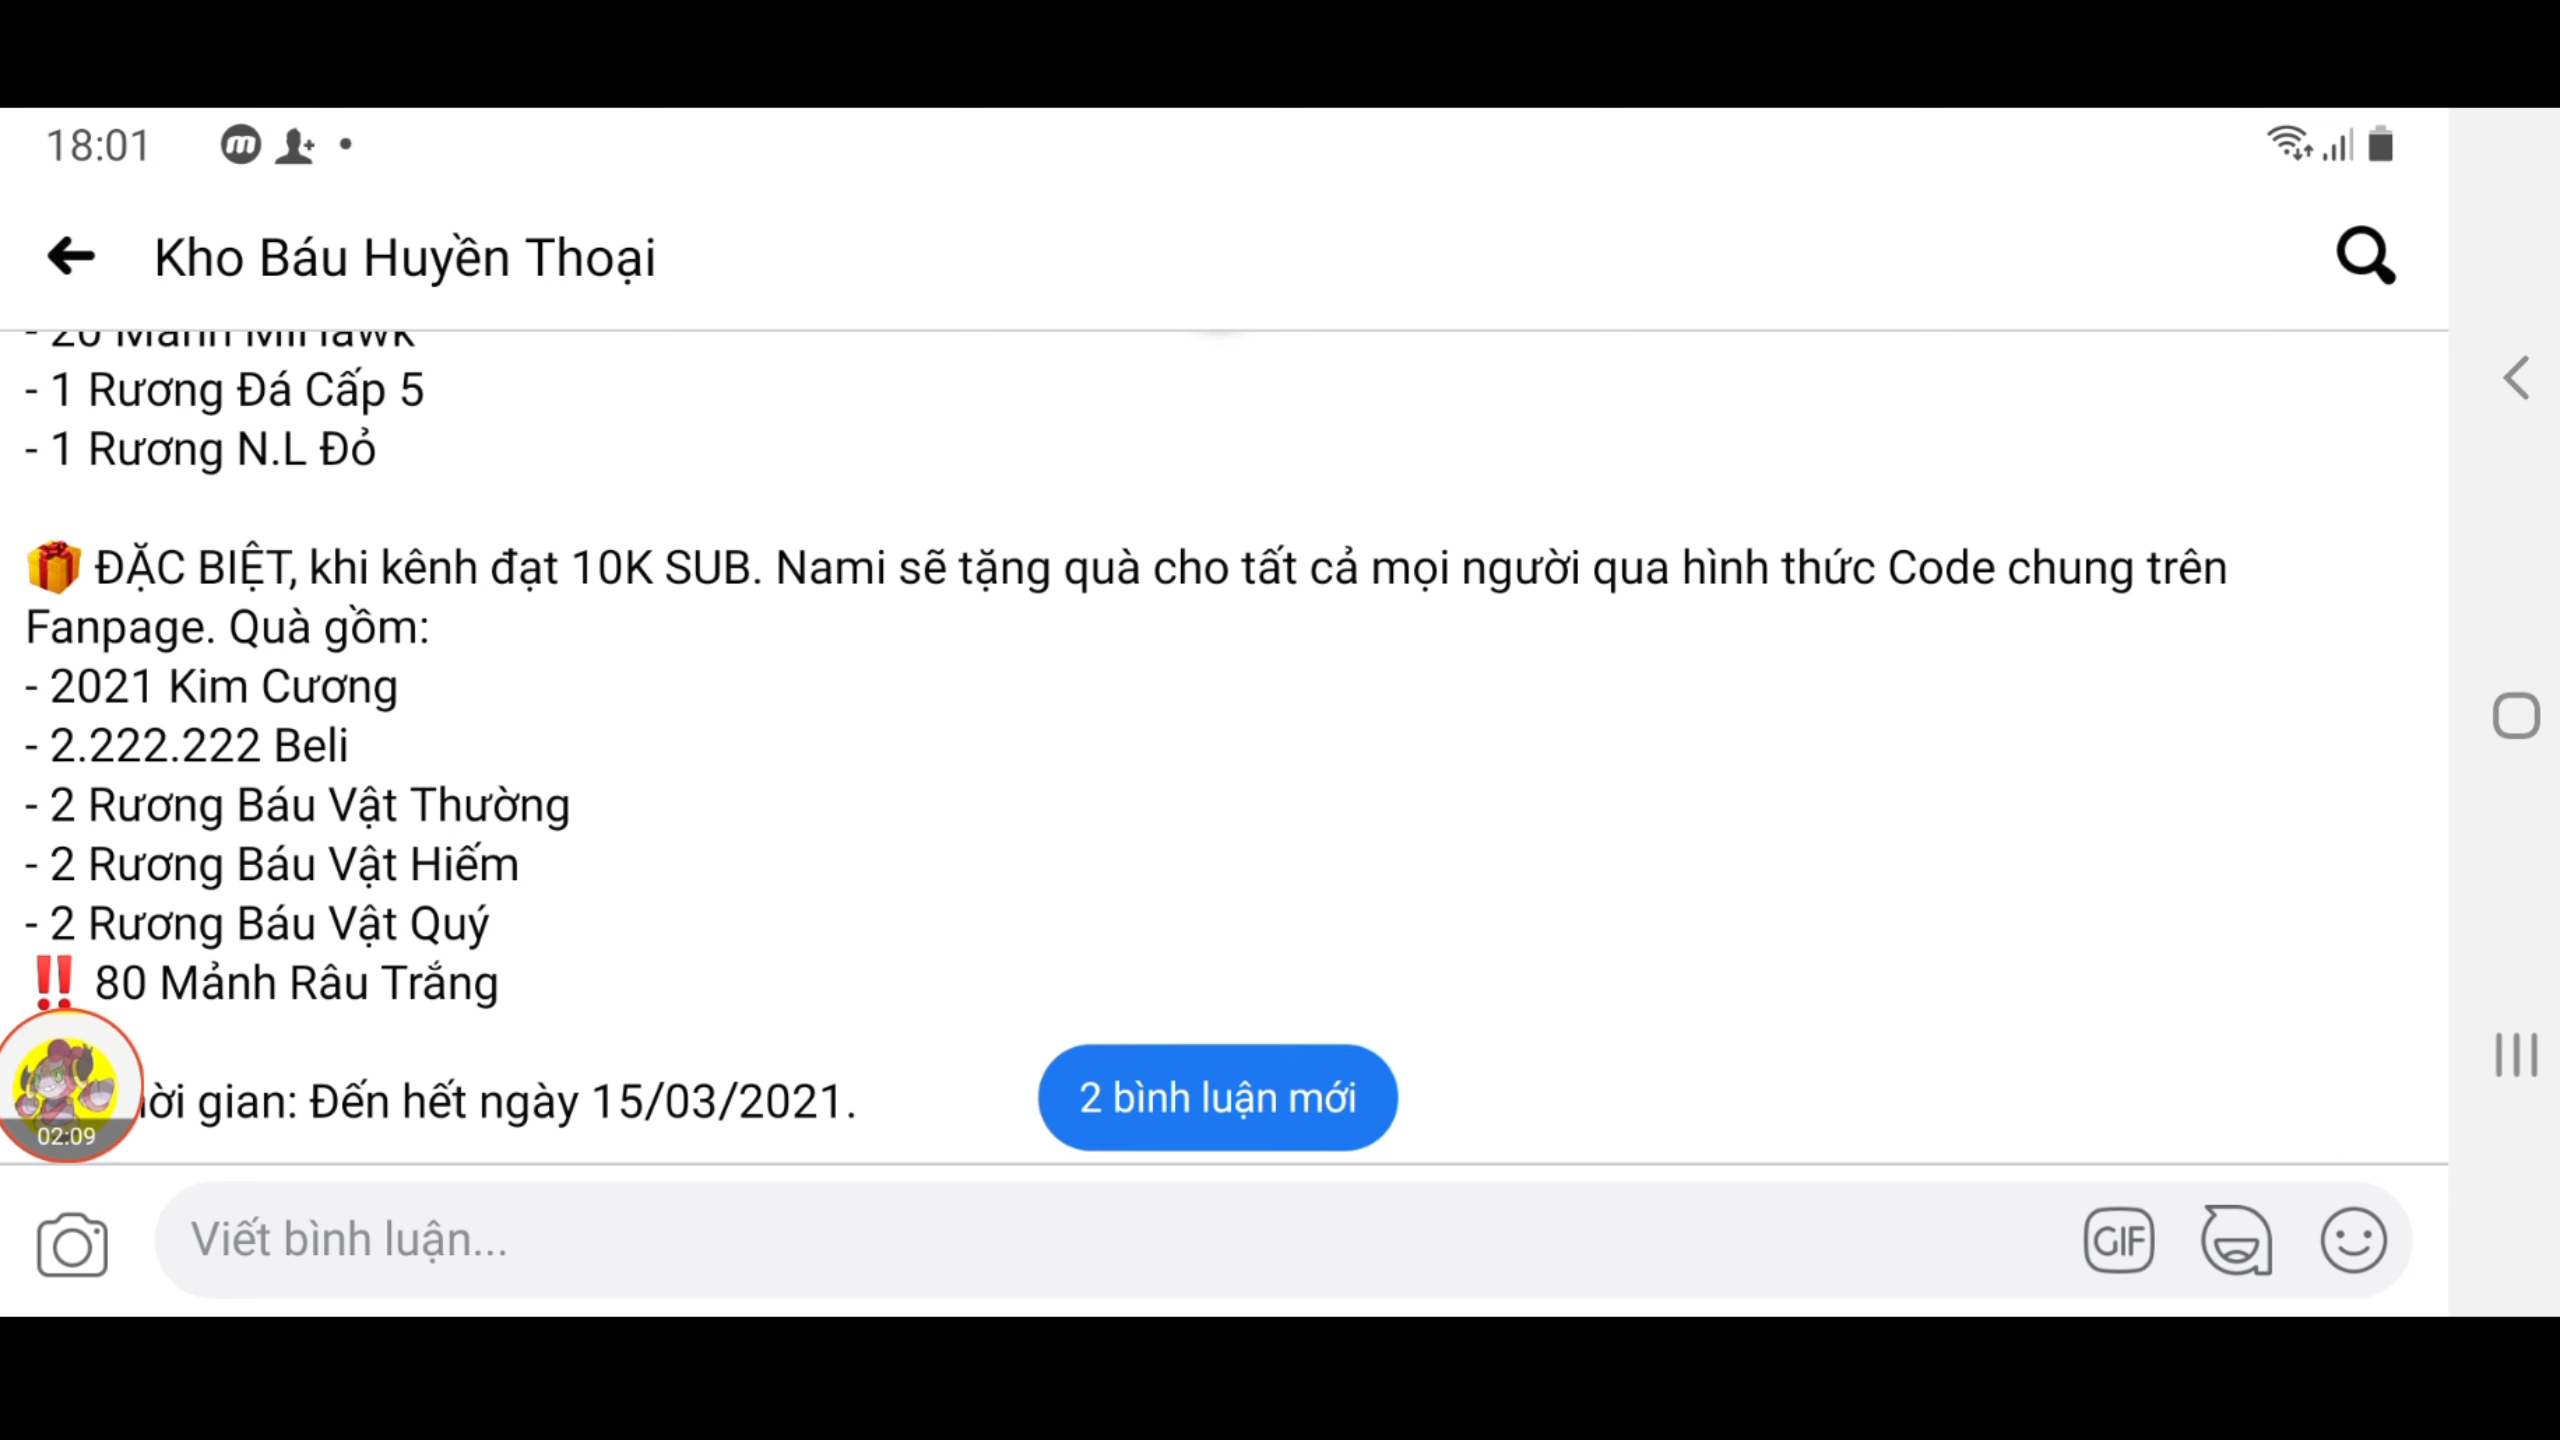 18:01
Kho Báu Huyền Thoại
- 1 Rương Đá Cấp 5
- 1 Rương N.L Đỏ
🎁 ĐẶC BIỆT, khi kênh đạt 10K SUB. Nami sẽ tặng quà cho tất cả mọi người qua hình thức Code chung trên
Fanpage. Quà gồm:
- 2021 Kim Cương
- 2.222.222 Beli
- 2 Rương Báu Vật Thường
- 2 Rương Báu Vật Hiếm
- 2 Rương Báu Vật Quý
‼️ 80 Mảnh Râu Trắng
gian: Đến hết ngày 15/03/2021.
02:09
2 bình luận mới
Viết bình luận...
GIF